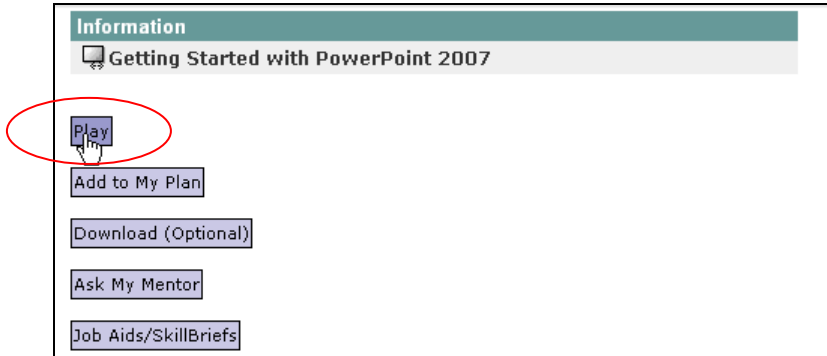 Information
Getting Started with PowerPoint 2007
Play
Add to My Plan
Download (Optional)
Ask My Mentor
Job Aids/SkillBriefs